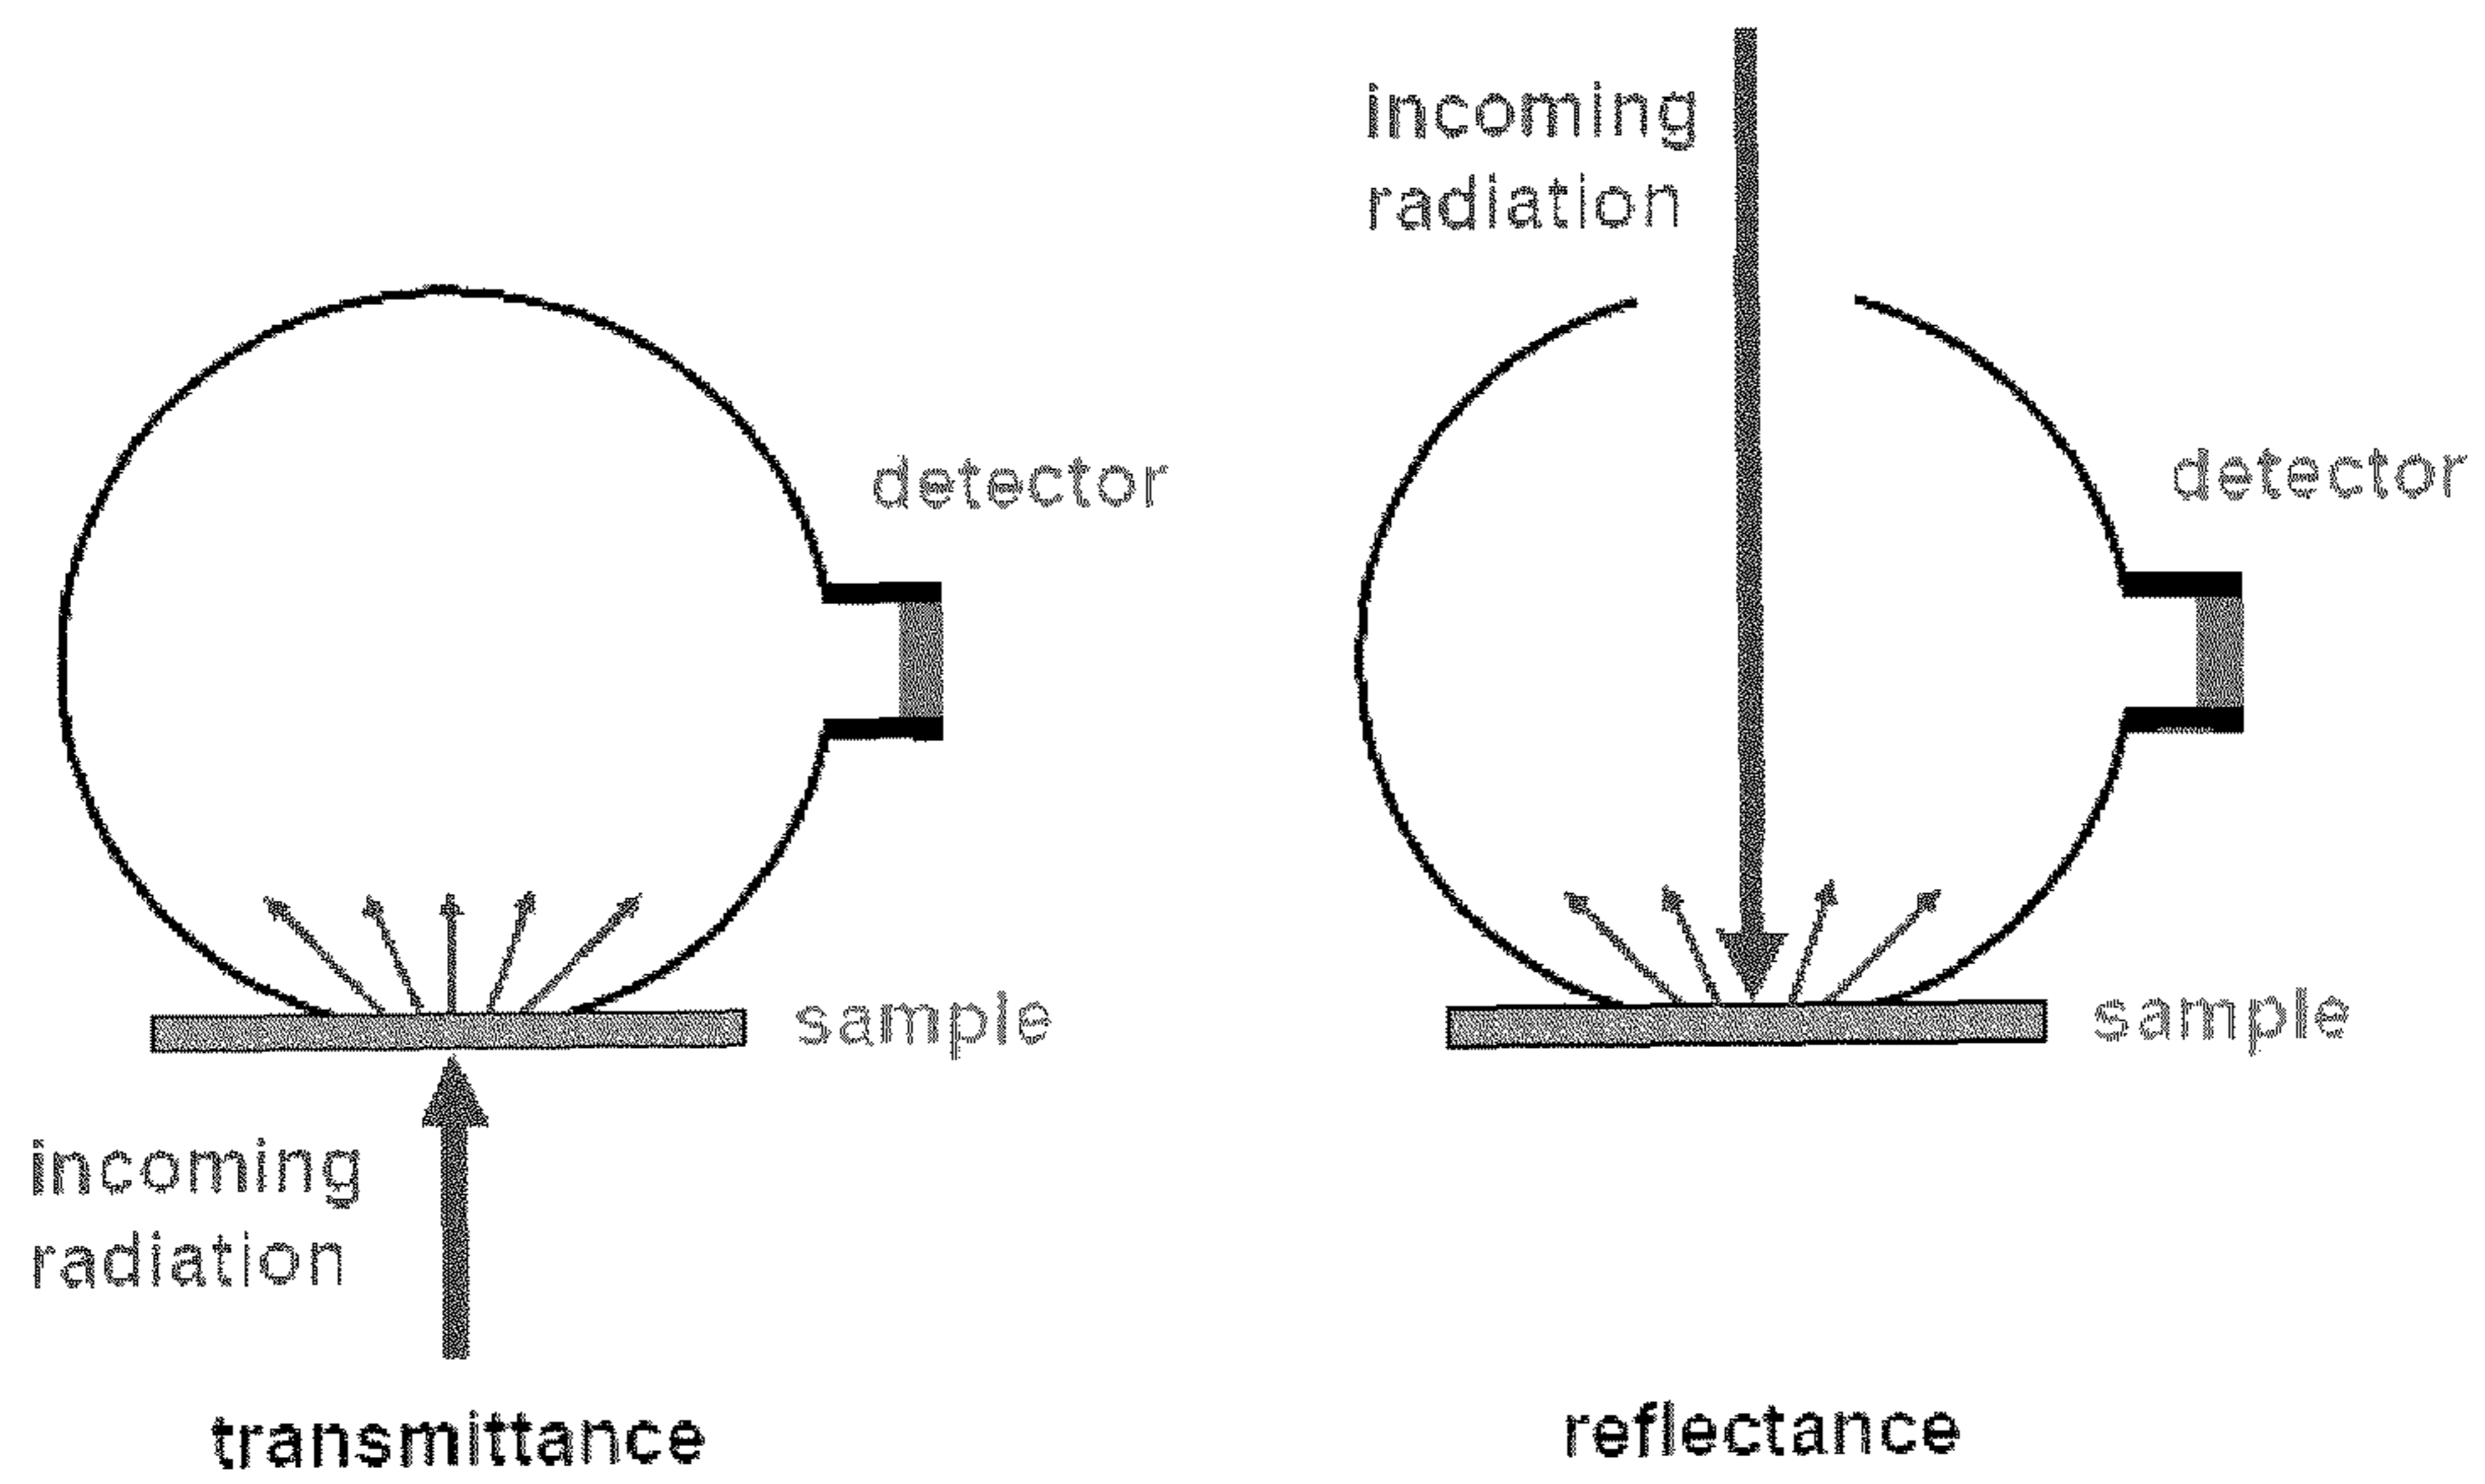 detector
sample
incoming
radiation
transmittance
incoming
radiation
detector
sample
reflectance